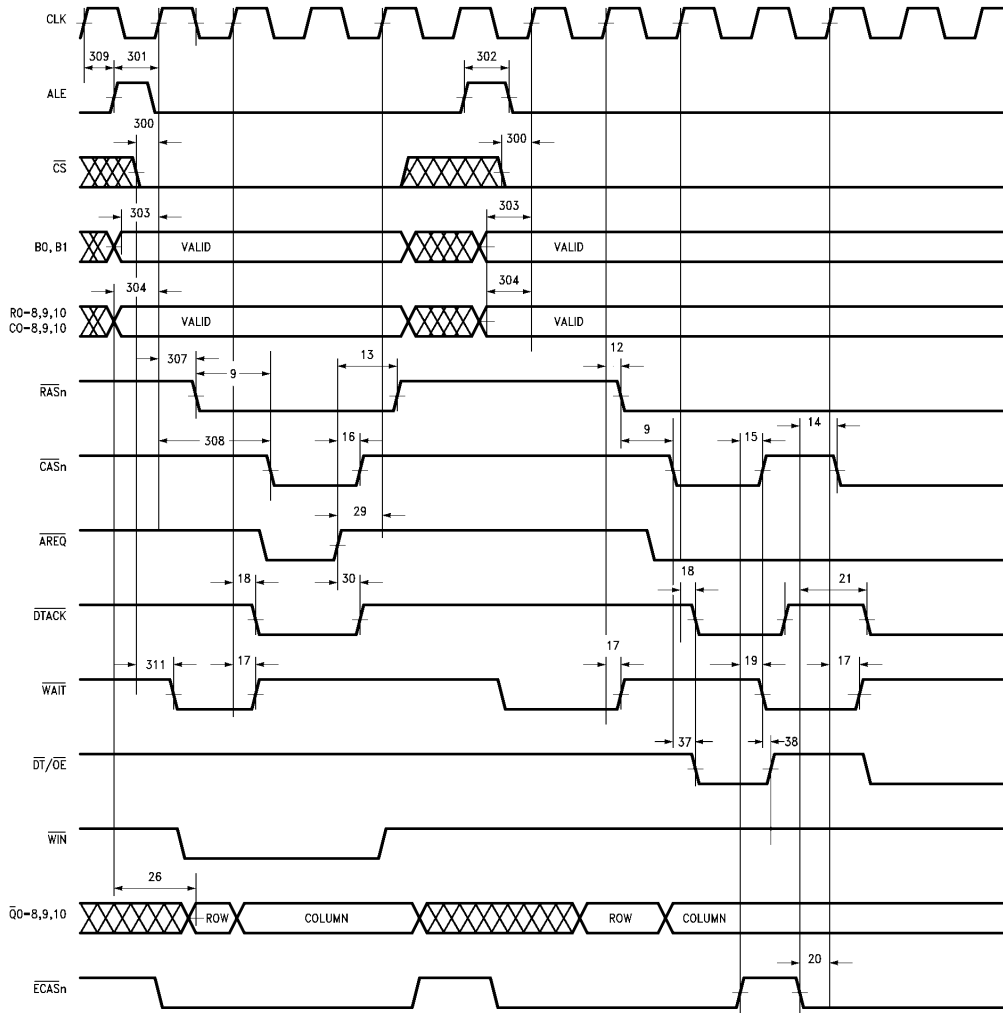 CLK
309 301 302
ALE
300 300
CS
303 303
B0, B1 VALID VALID
304 304
R0-8,9,10 VALID VALID
C0-8,9,10
307 9 13 12
RASn
308 16 9 15 14
CASn
29
AREQ
18 30 18 21
DTACK
311 17 17 19 17
WAIT
37 38
DT/OE
WIN
26
Q0-8,9,10 ROW COLUMN ROW COLUMN
20
ECASn